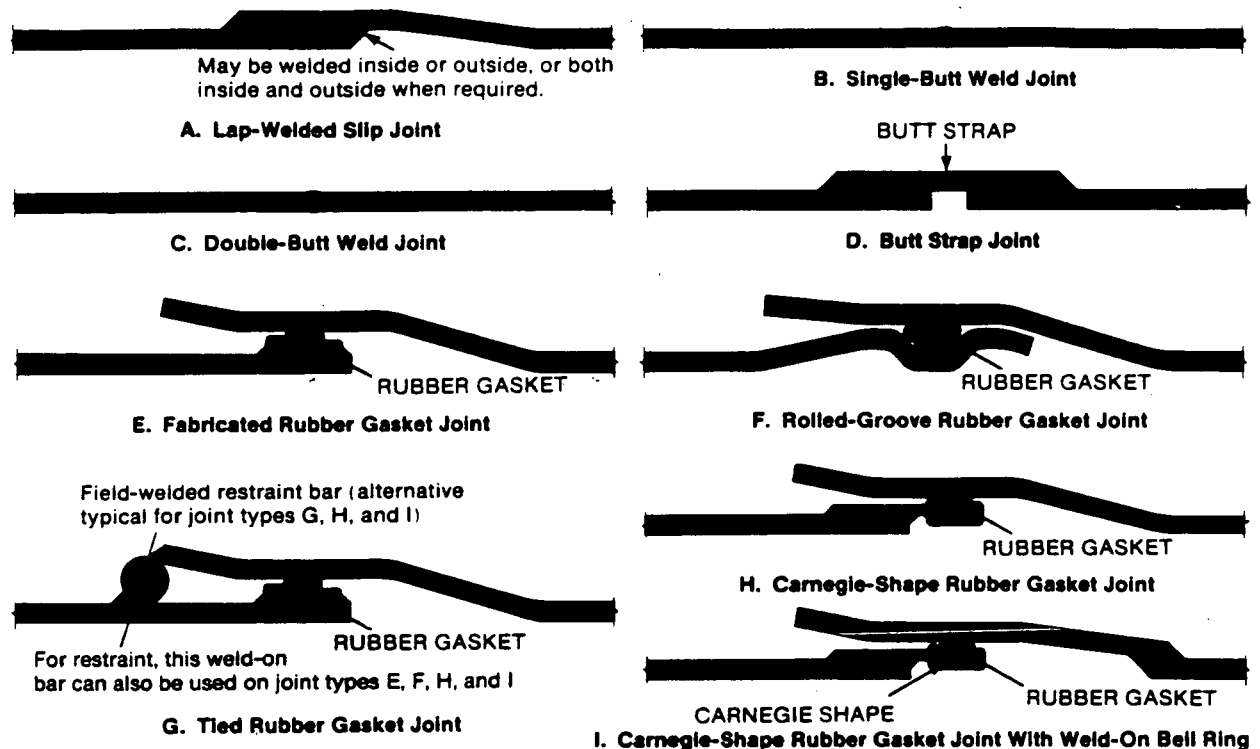 May be welded inside or outside, or both
inside and outside when required.
A. Lap-Welded Slip Joint
B. Single-Butt Weld Joint
C. Double-Butt Weld Joint
BUTT STRAP
D. Butt Strap Joint
RUBBER GASKET
E. Fabricated Rubber Gasket Joint
RUBBER GASKET
F. Rolled-Groove Rubber Gasket Joint
Field-welded restraint bar (alternative
typical for joint types G, H, and I)
RUBBER GASKET
For restraint, this weld-on
bar can also be used on joint types E, F, H, and I
G. Tied Rubber Gasket Joint
RUBBER GASKET
H. Carnegie-Shape Rubber Gasket Joint
RUBBER GASKET
CARNEGIE SHAPE
I. Carnegie-Shape Rubber Gasket Joint With Weld-On Bell Ring